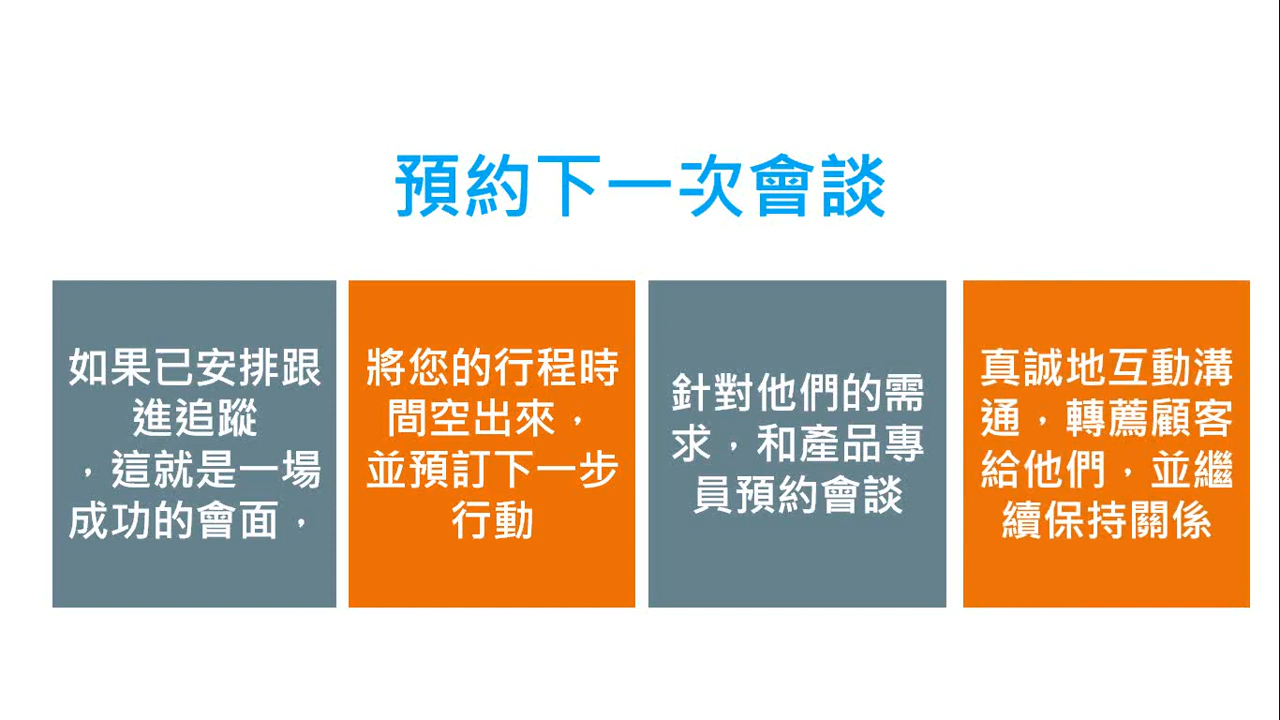 預約下一次會談
如果已安排跟
進追蹤
，這就是一場
成功的會面，
將您的行程時
間空出來，
並預訂下一步
行動
針對他們的需
求，和產品專
員預約會談
真誠地互動溝
通，轉薦顧客
給他們，並繼
續保持關係